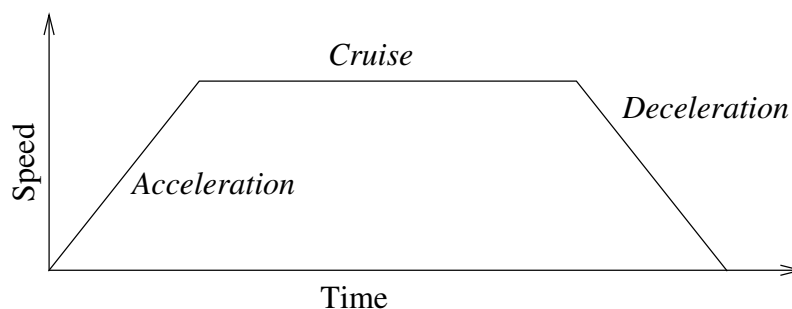 Cruise
Deceleration
Speed
Acceleration
Time